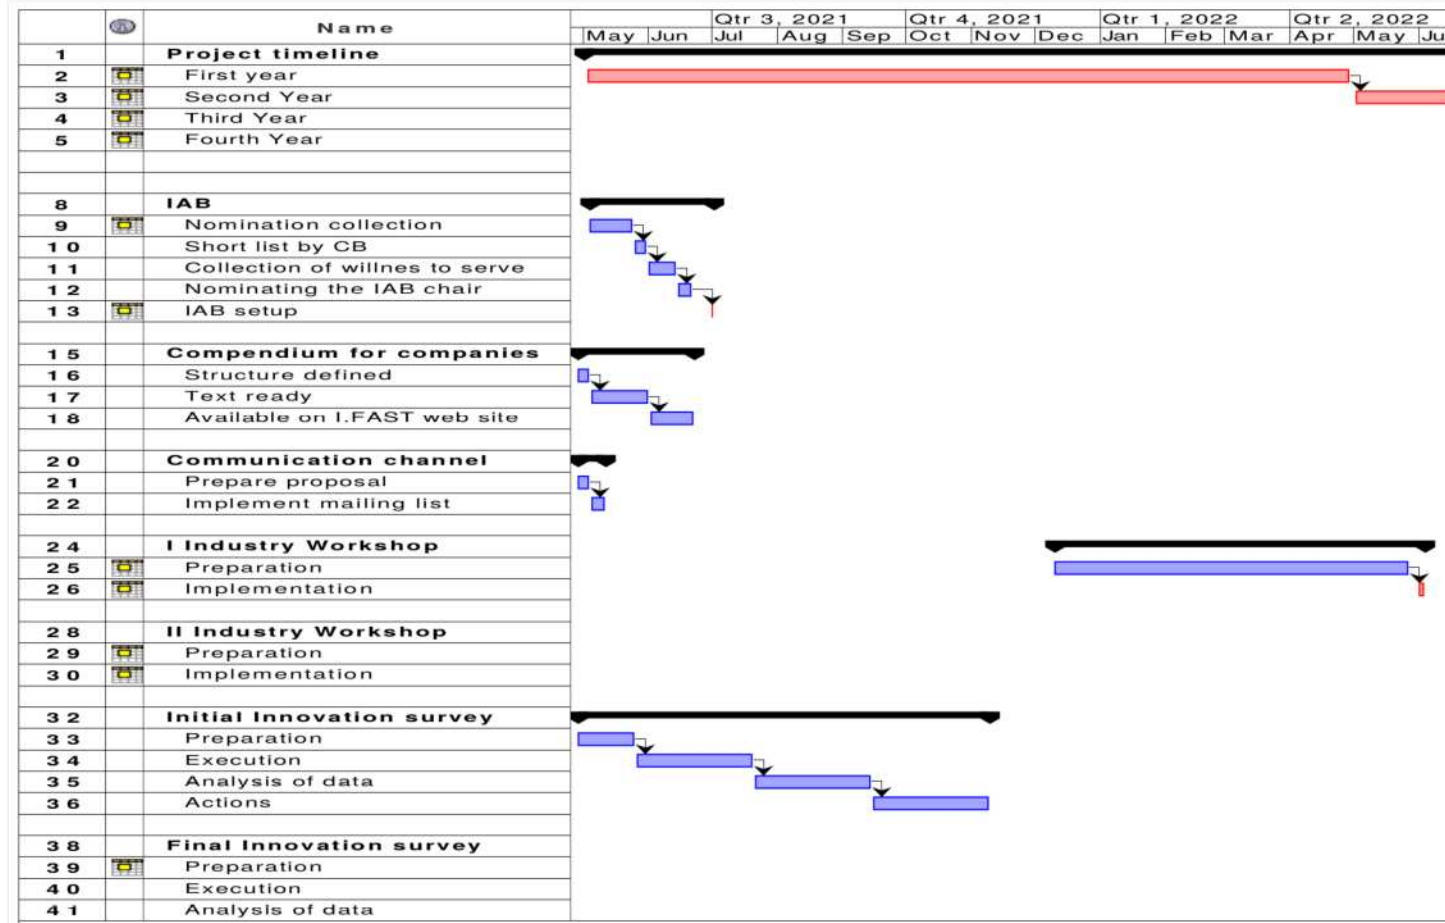 Qtr 3, 2021 Qtr 4, 2021 Qtr 1, 2022 Qtr 2, 2022
Name May Jun Jul Aug Sep Oct Nov Dec Jan Feb Mar Apr May Ju
1 Project timeline
2 First year
3 Second Year
4 Third Year
5 Fourth Year
8 IAB
9 Nomination collection
10 Short list by CB
11 Collection of willnes to serve
12 Nominating the IAB chair
13 IAB setup
15 Compendium for companies
16 Structure defined
17 Text ready
18 Available on I.FAST web site
20 Communication channel
21 Prepare proposal
22 Implement mailing list
24 I Industry Workshop
25 Preparation
26 Implementation
28 II Industry Workshop
29 Preparation
30 Implementation
32 Initial Innovation survey
33 Preparation
34 Execution
35 Analysis of data
36 Actions
38 Final Innovation survey
39 Preparation
40 Execution
41 Analysis of data